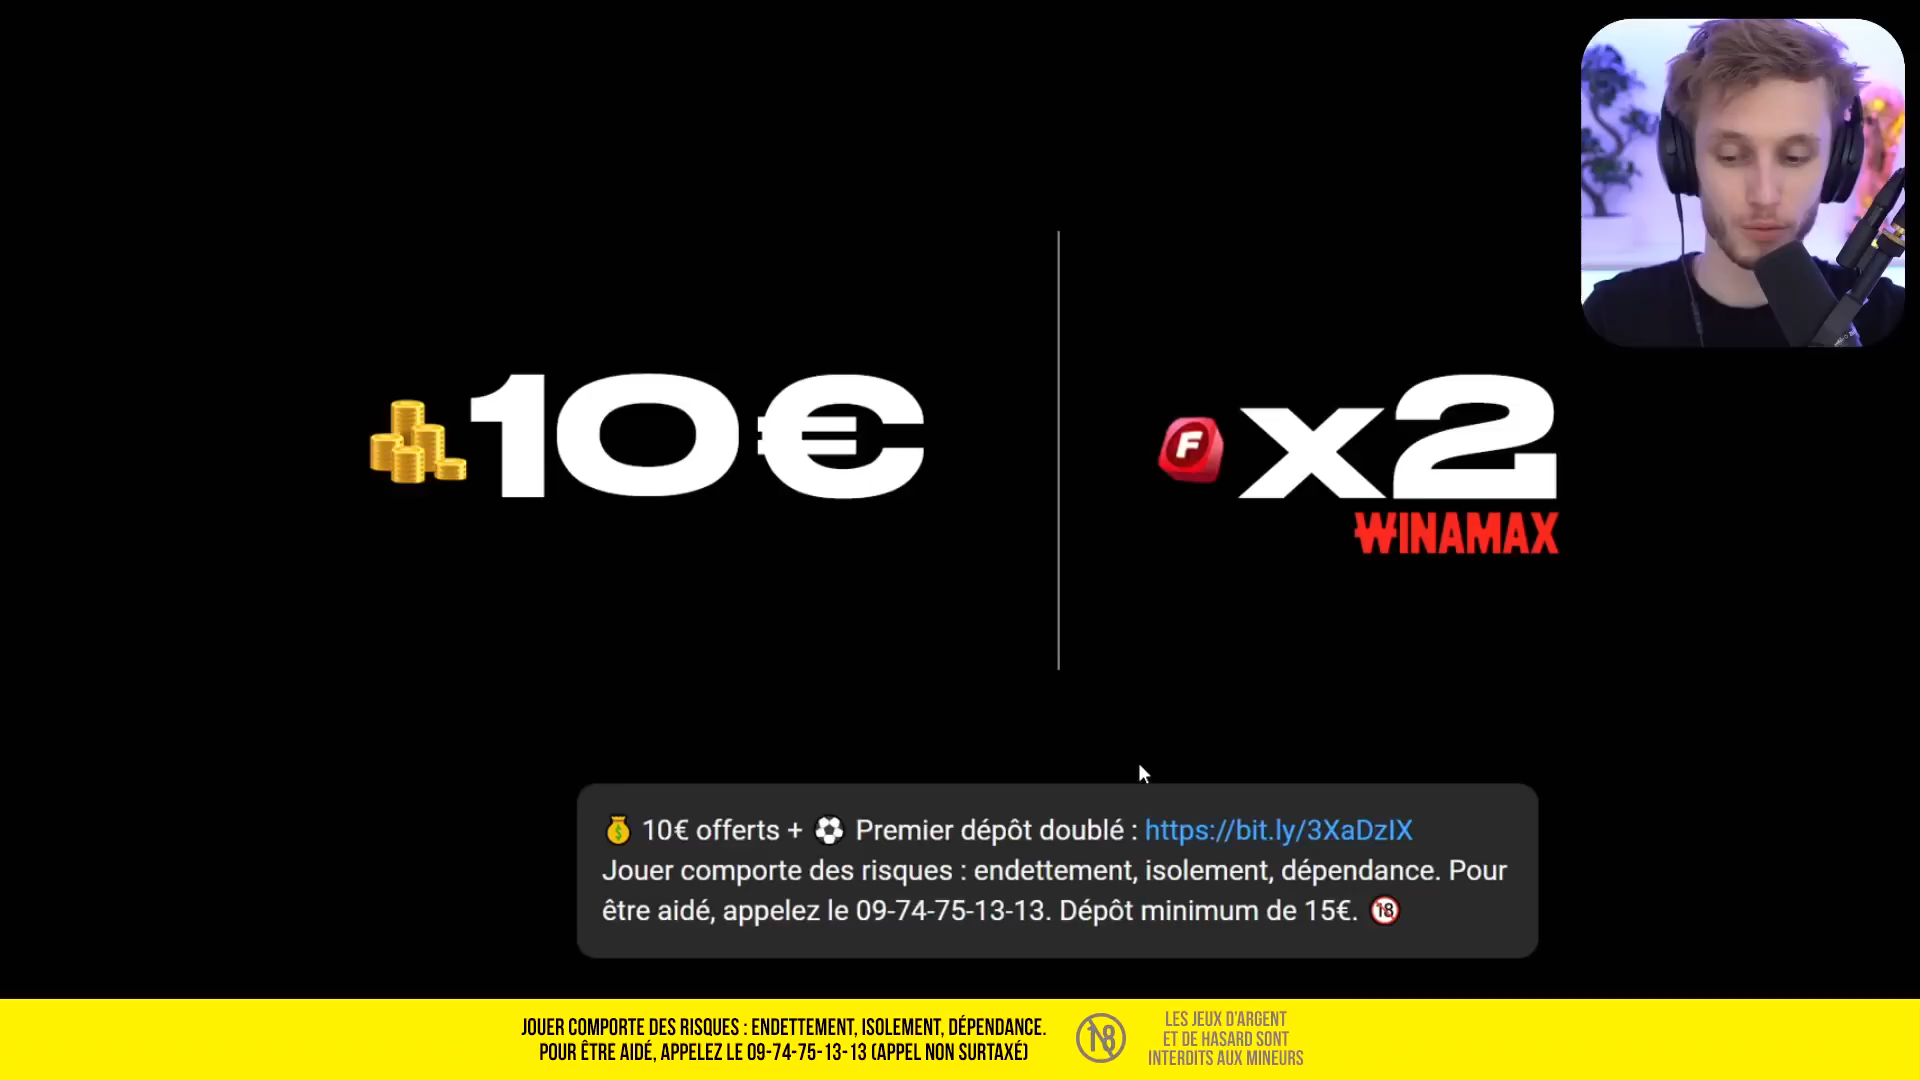 10€
F x2
WINAMAX
10€ offerts + Premier dépôt doublé : https://bit.ly/3XaDzIX
Jouer comporte des risques : endettement, isolement, dépendance. Pour
être aidé, appelez le 09-74-75-13-13. Dépôt minimum de 15€. 18
JOUER COMPORTE DES RISQUES : ENDETTEMENT, ISOLEMENT, DÉPENDANCE.
POUR ÊTRE AIDÉ, APPELEZ LE 09-74-75-13-13 (APPEL NON SURTAXÉ)
18
LES JEUX D'ARGENT
ET DE HASARD SONT
INTERDITS AUX MINEURS